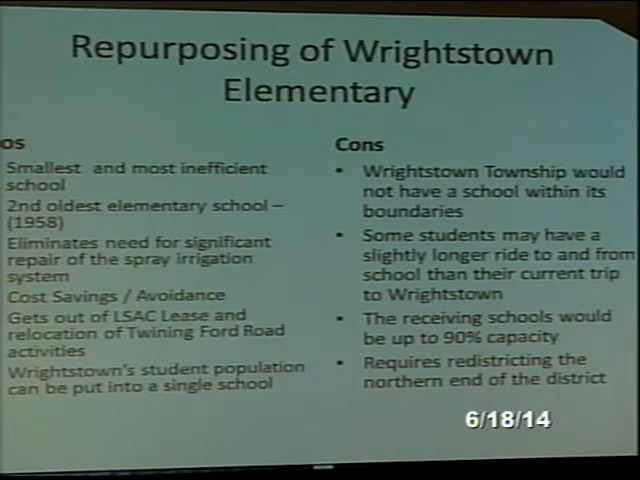 Repurposing of Wrightstown
Elementary
os
Smallest and most inefficient
school
2nd oldest elementary school –
(1958)
Eliminates need for significant
repair of the spray irrigation
system
Cost Savings / Avoidance
Gets out of LSAC Lease and
relocation of Twining Ford Road
activities
Wrightstown's student population
can be put into a single school
Cons
• Wrightstown Township would
not have a school within its
boundaries
• Some students may have a
slightly longer ride to and from
school than their current trip
to Wrightstown
• The receiving schools would
be up to 90% capacity
• Requires redistricting the
northern end of the district
6/18/14